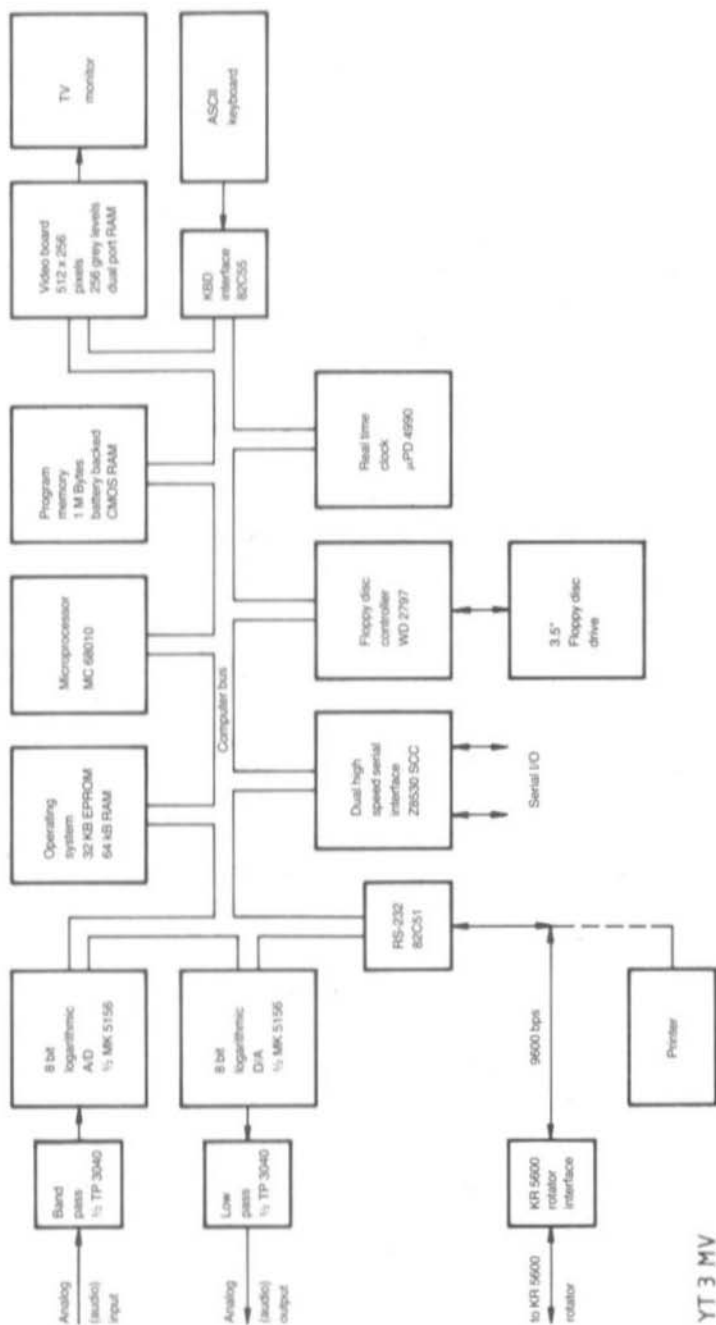 TV
monitor
ASCII
keyboard
Video board
512 x 256
pixels
256 grey levels
dual port RAM
KBD
interface
82C55
Program
memory
1 M Bytes
battery backed
CMOS RAM
Real time
clock
µPD 4990
Microprocessor
MC 68010
Floppy disc
controller
WD 2797
3.5"
Floppy disc
drive
Computer bus
Operating
system
32 KB EPROM
64 kB RAM
Dual high
speed serial
interface
Z8530 SCC
Serial I/O
8 bit
logarithmic
A/D
½ MK 5156
8 bit
logarithmic
D/A
½ MK 5156
RS-232
82C51
9600 bps
Printer
Band
pass
½ TP 3040
Low
pass
½ TP 3040
KR 5600
rotator
interface
Analog
(audio)
input
Analog
(audio)
output
to KR 5600
rotator
YT 3 MV